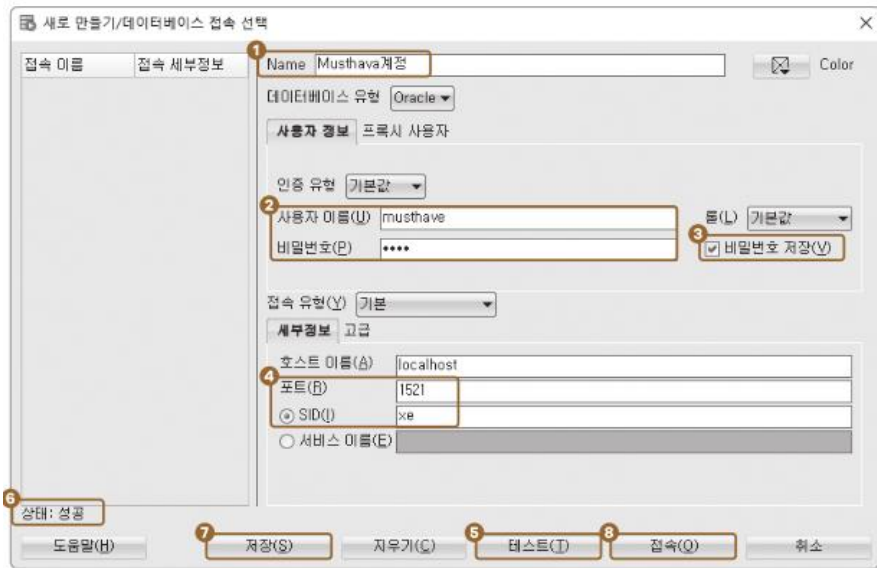 새로 만들기/데이터베이스 접속 선택
접속 이름 접속 세부정보
1 Name Musthava계정 Color
데이터베이스 유형 Oracle
사용자 정보 프록시 사용자
인증 유형 기본값
2 사용자 이름(U) musthave 롤(L) 기본값
비밀번호(P) •••• 3 비밀번호 저장(V)
접속 유형(Y) 기본
세부정보 고급
호스트 이름(A) localhost
4 포트(R) 1521
SID(I) xe
서비스 이름(E)
6 상태: 성공
도움말(H) 7 저장(S) 지우기(C) 5 테스트(T) 8 접속(O) 취소